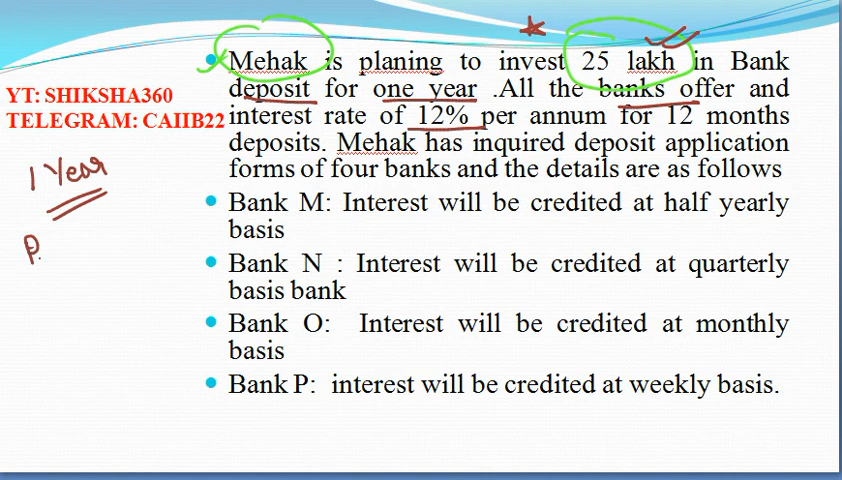 Mehak is planing to invest 25 lakh in Bank
deposit for one year .All the banks offer and
interest rate of 12% per annum for 12 months
deposits. Mehak has inquired deposit application
forms of four banks and the details are as follows
Bank M: Interest will be credited at half yearly
basis
Bank N : Interest will be credited at quarterly
basis bank
Bank O: Interest will be credited at monthly
basis
Bank P: interest will be credited at weekly basis.
YT: SHIKSHA360
TELEGRAM: CAIIB22
1 Year
P.